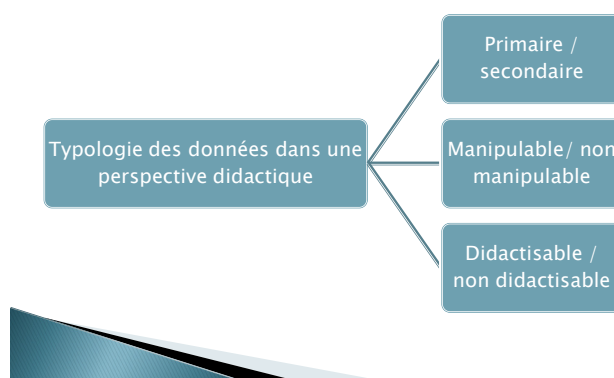 Primaire /
secondaire
Typologie des données dans une
perspective didactique
Manipulable/ non
manipulable
Didactisable /
non didactisable